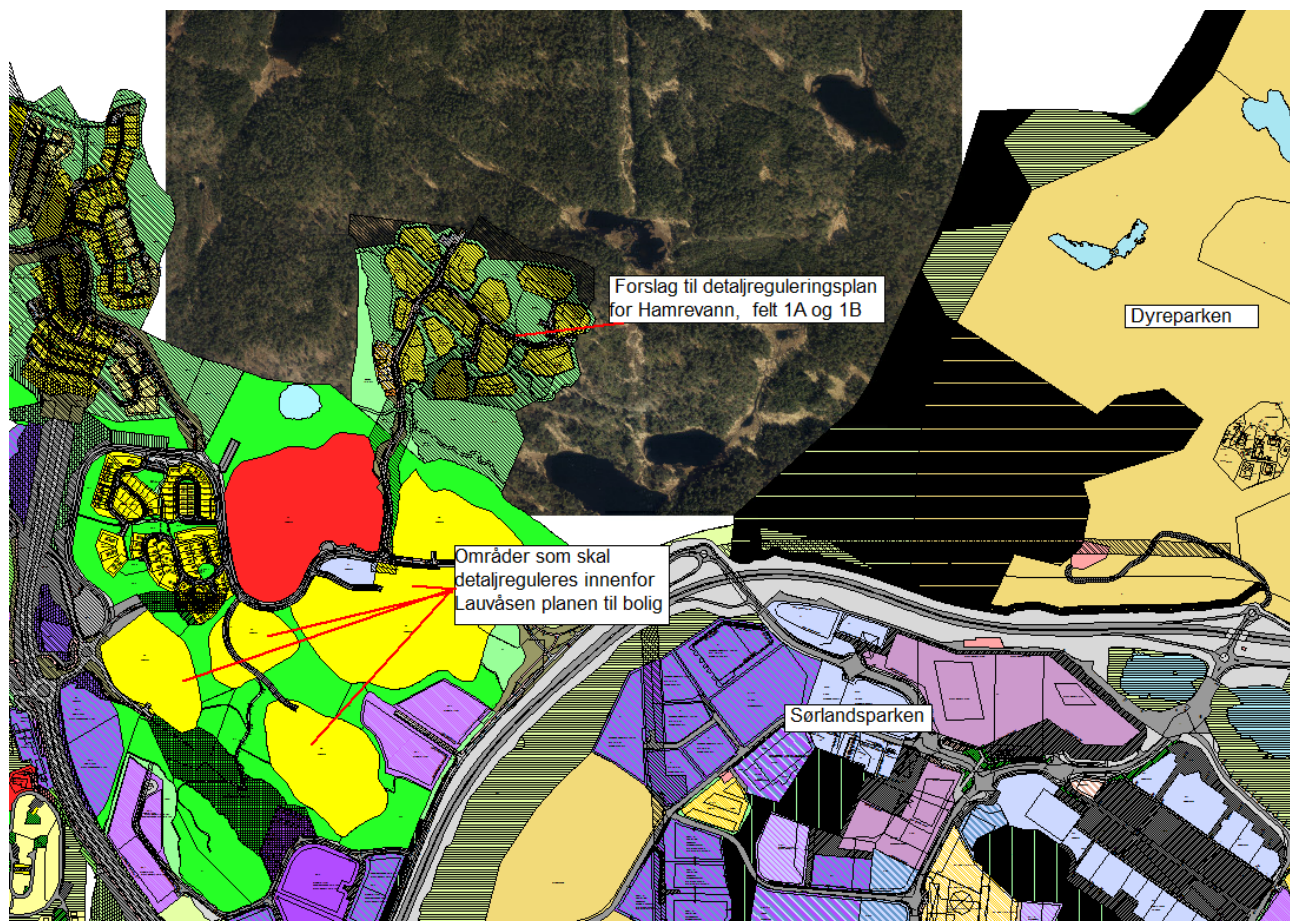 Forslag til detaljreguleringsplan
for Hamrevann, felt 1A og 1B
Dyreparken
Områder som skal
detaljreguleres innenfor
Lauvåsen planen til bolig
Sørlandsparken